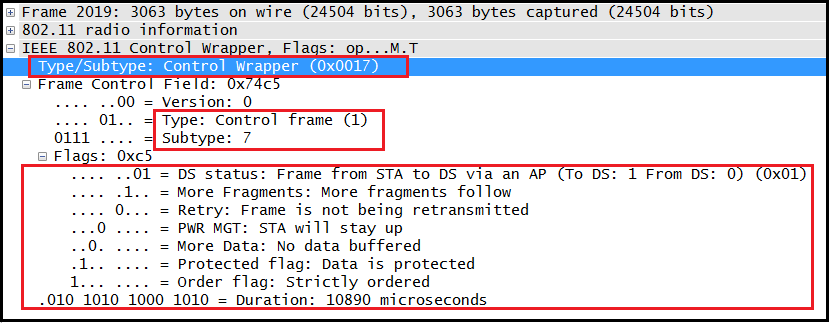 Frame 2019: 3063 bytes on wire (24504 bits), 3063 bytes captured (24504 bits)
802.11 radio information
IEEE 802.11 Control Wrapper, Flags: op...M.T
Type/Subtype: Control Wrapper (0x0017)
Frame Control Field: 0x74c5
.... ..00 = Version: 0
.... 01.. = Type: Control frame (1)
0111 .... = Subtype: 7
Flags: 0xc5
.... ..01 = DS status: Frame from STA to DS via an AP (To DS: 1 From DS: 0) (0x01)
.... .1.. = More Fragments: More fragments follow
.... 0... = Retry: Frame is not being retransmitted
...0 .... = PWR MGT: STA will stay up
..0. .... = More Data: No data buffered
.1.. .... = Protected flag: Data is protected
1... .... = Order flag: Strictly ordered
.010 1010 1000 1010 = Duration: 10890 microseconds